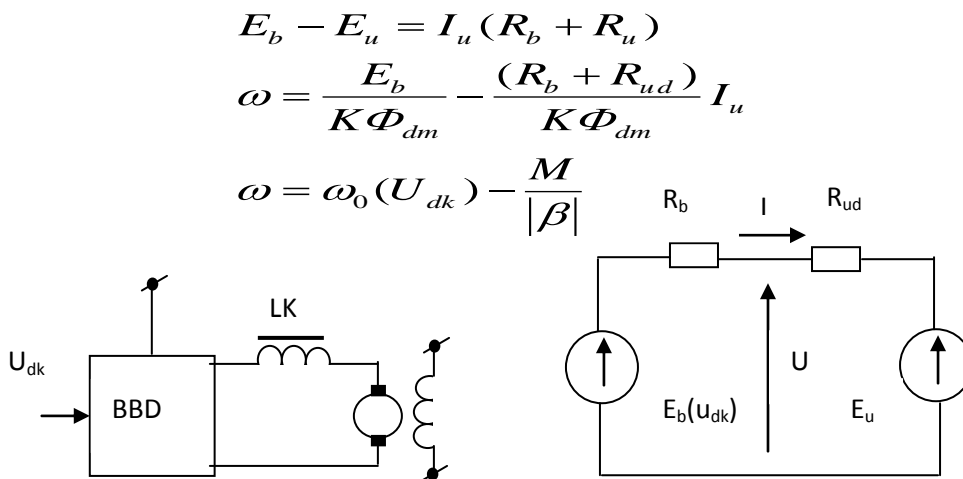 E_b − E_u = I_u(R_b + R_u)
ω = E_b / KΦ_dm − (R_b + R_ud) / KΦ_dm I_u
ω = ω_0(U_dk) − M / |β|
R_b I R_ud
LK
U_dk
BBD
U
E_b(u_dk) E_u